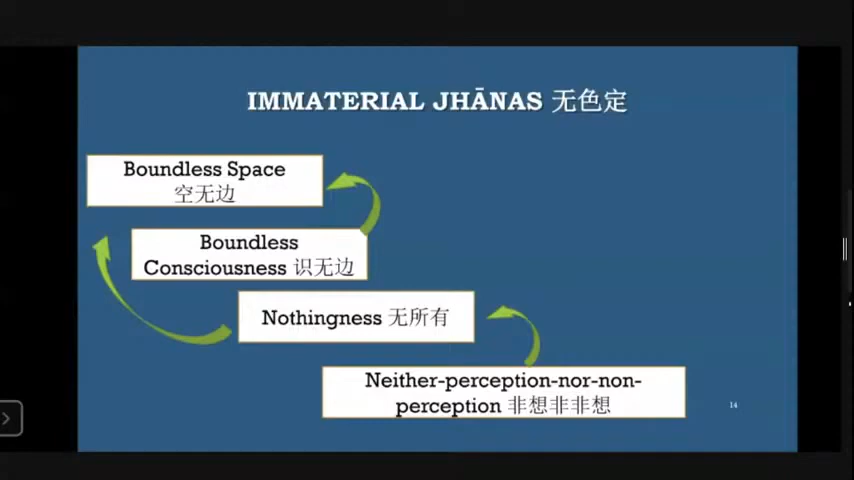 IMMATERIAL JHĀNAS 无色定
Boundless Space
空无边
Boundless
Consciousness 识无边
Nothingness 无所有
Neither-perception-nor-non-
perception 非想非非想
14